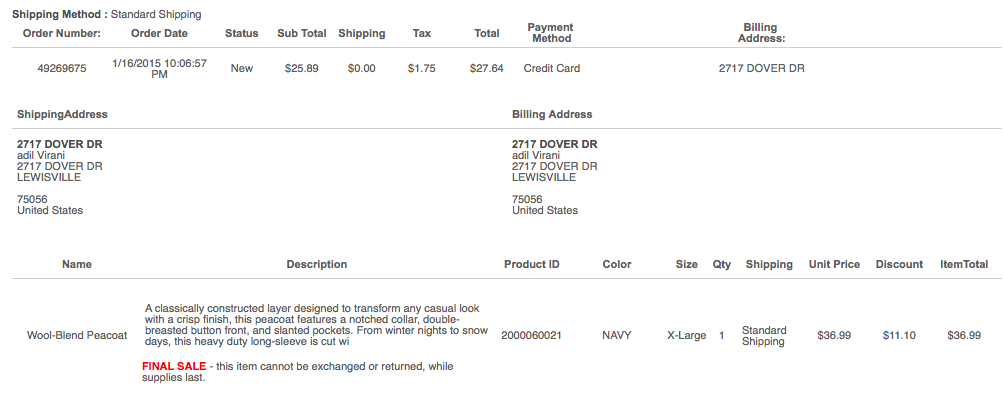 Shipping Method : Standard Shipping
Order Number: Order Date Status Sub Total Shipping Tax Total Payment Method Billing Address:
49269675 1/16/2015 10:06:57 PM New $25.89 $0.00 $1.75 $27.64 Credit Card 2717 DOVER DR
ShippingAddress Billing Address
2717 DOVER DR
adil Virani
2717 DOVER DR
LEWISVILLE
75056
United States
2717 DOVER DR
adil Virani
2717 DOVER DR
LEWISVILLE
75056
United States
Name Description Product ID Color Size Qty Shipping Unit Price Discount ItemTotal
Wool-Blend Peacoat
A classically constructed layer designed to transform any casual look
with a crisp finish, this peacoat features a notched collar, double-
breasted button front, and slanted pockets. From winter nights to snow
days, this heavy duty long-sleeve is cut wi
FINAL SALE - this item cannot be exchanged or returned, while
supplies last.
2000060021 NAVY X-Large 1 Standard Shipping $36.99 $11.10 $36.99